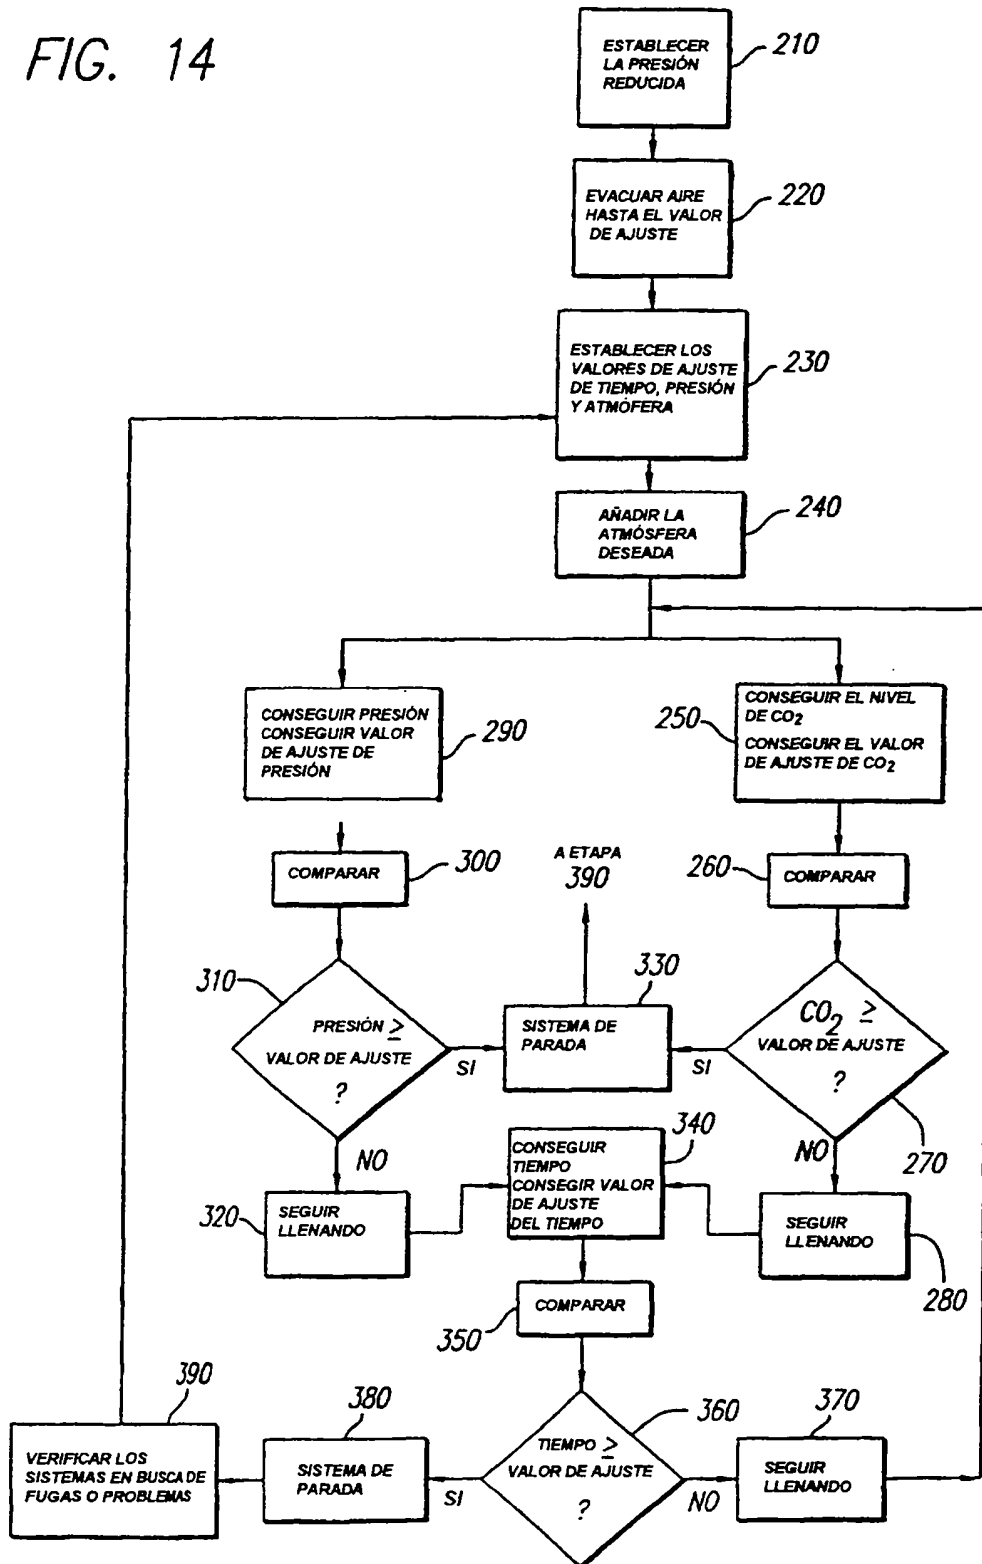 FIG. 14
ESTABLECER
LA PRESIÓN
REDUCIDA
210
EVACUAR AIRE
HASTA EL VALOR
DE AJUSTE
220
ESTABLECER LOS
VALORES DE AJUSTE
DE TIEMPO, PRESIÓN
Y ATMÓFERA
230
AÑADIR LA
ATMÓSFERA
DESEADA
240
CONSEGUIR PRESIÓN
CONSEGUIR VALOR
DE AJUSTE DE
PRESIÓN
290
250
CONSEGUIR EL NIVEL
DE CO2
CONSEGUIR EL VALOR
DE AJUSTE DE CO2
COMPARAR
300
A ETAPA
390
260
COMPARAR
310
PRESIÓN ≥
VALOR DE AJUSTE
?
SI
NO
330
SISTEMA DE
PARADA
CO2 ≥
VALOR DE AJUSTE
?
SI
NO
270
320
SEGUIR
LLENANDO
340
CONSEGUIR
TIEMPO
CONSEGIR VALOR
DE AJUSTE
DEL TIEMPO
SEGUIR
LLENANDO
280
350
COMPARAR
390
VERIFICAR LOS
SISTEMAS EN BUSCA DE
FUGAS O PROBLEMAS
380
SISTEMA DE
PARADA
SI
360
TIEMPO ≥
VALOR DE AJUSTE
?
NO
370
SEGUIR
LLENANDO